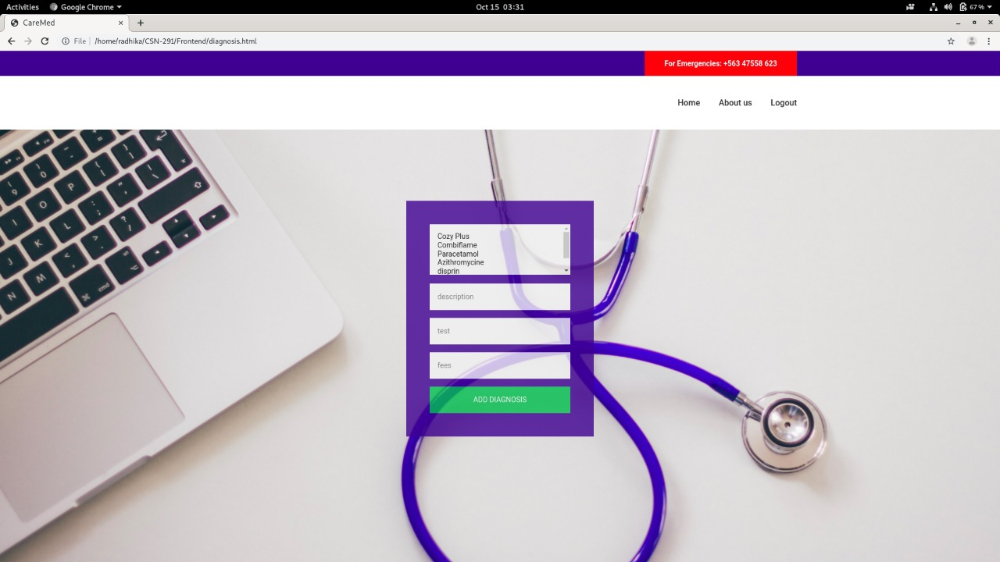 Activities Google Chrome Oct 15 03:31 67%
CareMed
File /home/radhika/CSN-291/Frontend/diagnosis.html
For Emergencies: +563 47558 623
Home About us Logout
Cozy Plus
Combiflame
Paracetamol
Azithromycine
disprin
description
test
fees
ADD DIAGNOSIS